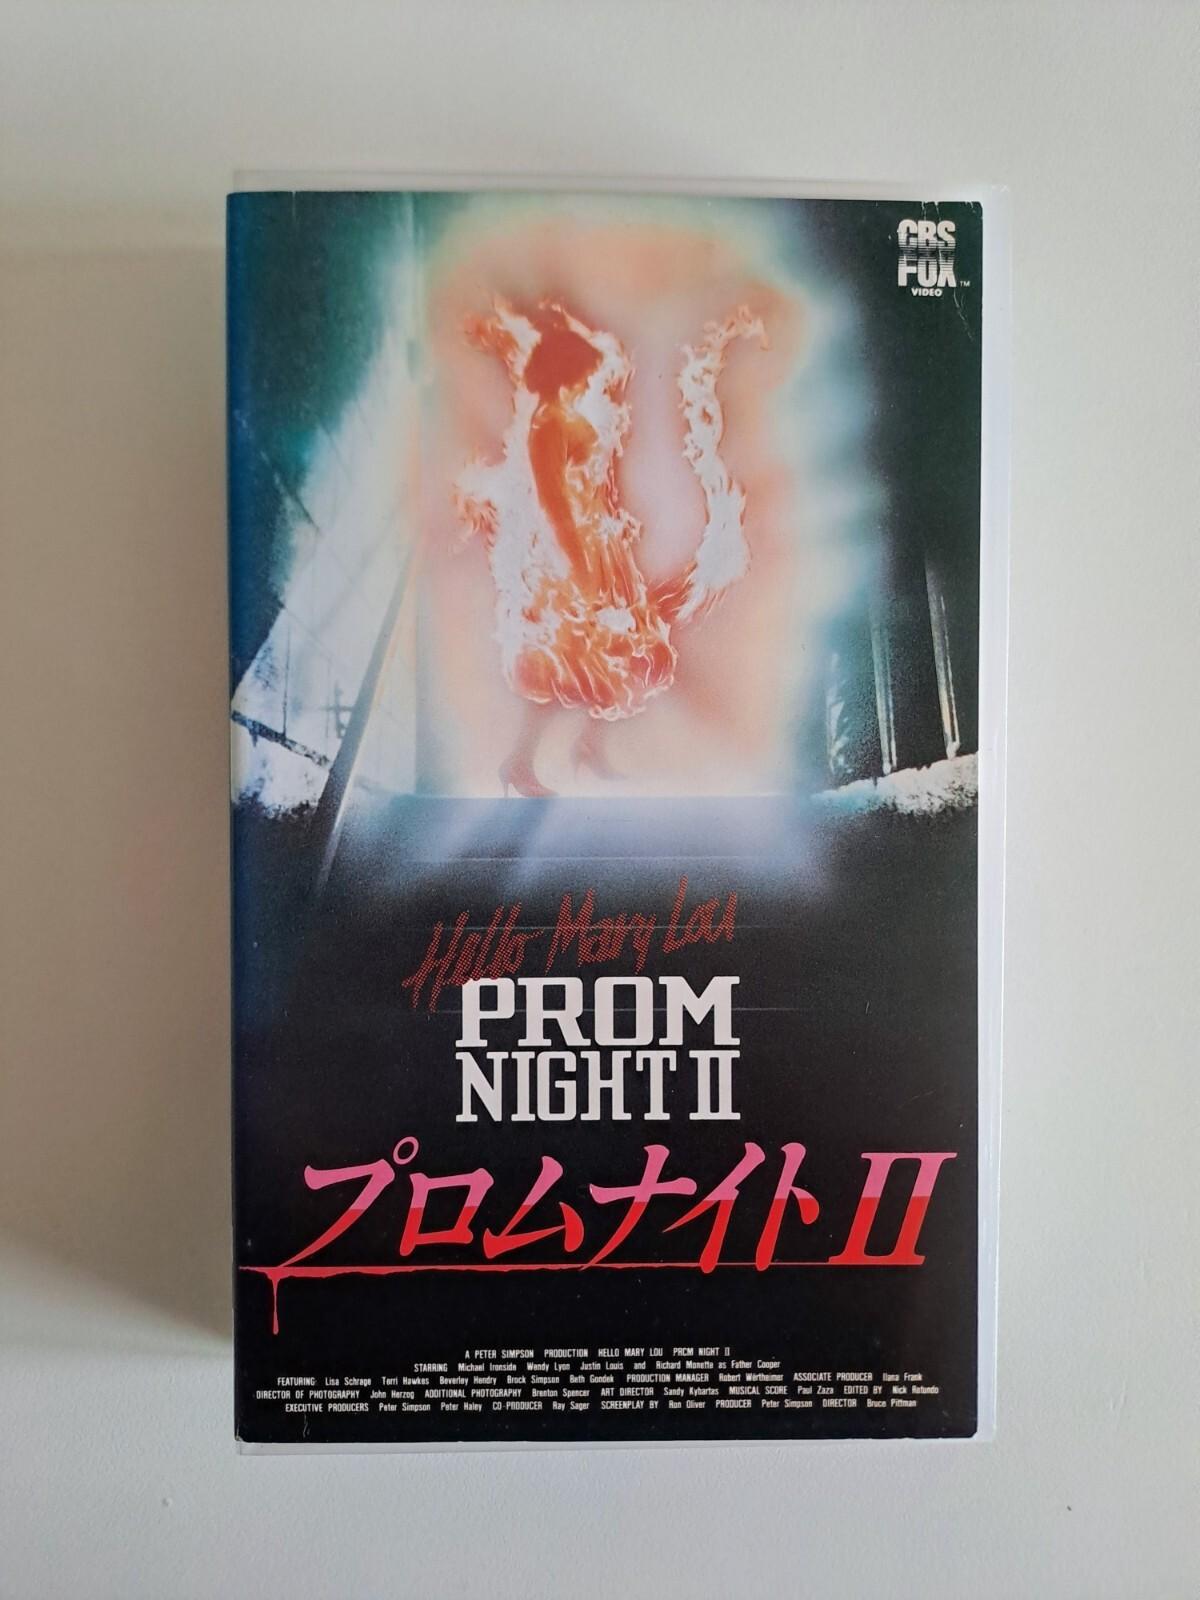 CBS
FOX
VIDEO
TM
Hello Mary Lou
PROM
NIGHT II
プロムナイトII
A PETER SIMPSON PRODUCTION HELLO MARY LOU PROM NIGHT II
STARRING Michael Ironside Wendy Lyon Justin Louis and Richard Monette as Father Cooper
FEATURING: Lisa Schrage Terri Hawkes Beverley Hendry Brock Simpson Beth Gondek PRODUCTION MANAGER Robert Wertheimer ASSOCIATE PRODUCER Ilana Frank
DIRECTOR OF PHOTOGRAPHY John Herzog ADDITIONAL PHOTOGRAPHY Brenton Spencer ART DIRECTOR Sandy Kybartas MUSICAL SCORE Paul Zaza EDITED BY Nick Rotundo
EXECUTIVE PRODUCERS Peter Simpson Peter Haley CO-PRODUCER Ray Sager SCREENPLAY BY Ron Oliver PRODUCER Peter Simpson DIRECTOR Bruce Pittman